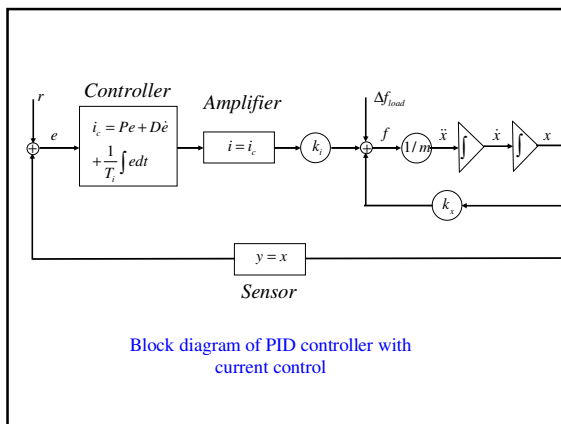 Controller
r
Amplifier
Δf_load
e
i_c = Pe + Dė
+ 1/T_i ∫ edt
i = i_c
k_i
f
1/m
ẍ
∫
ẋ
∫
x
k_x
y = x
Sensor
Block diagram of PID controller with
current control